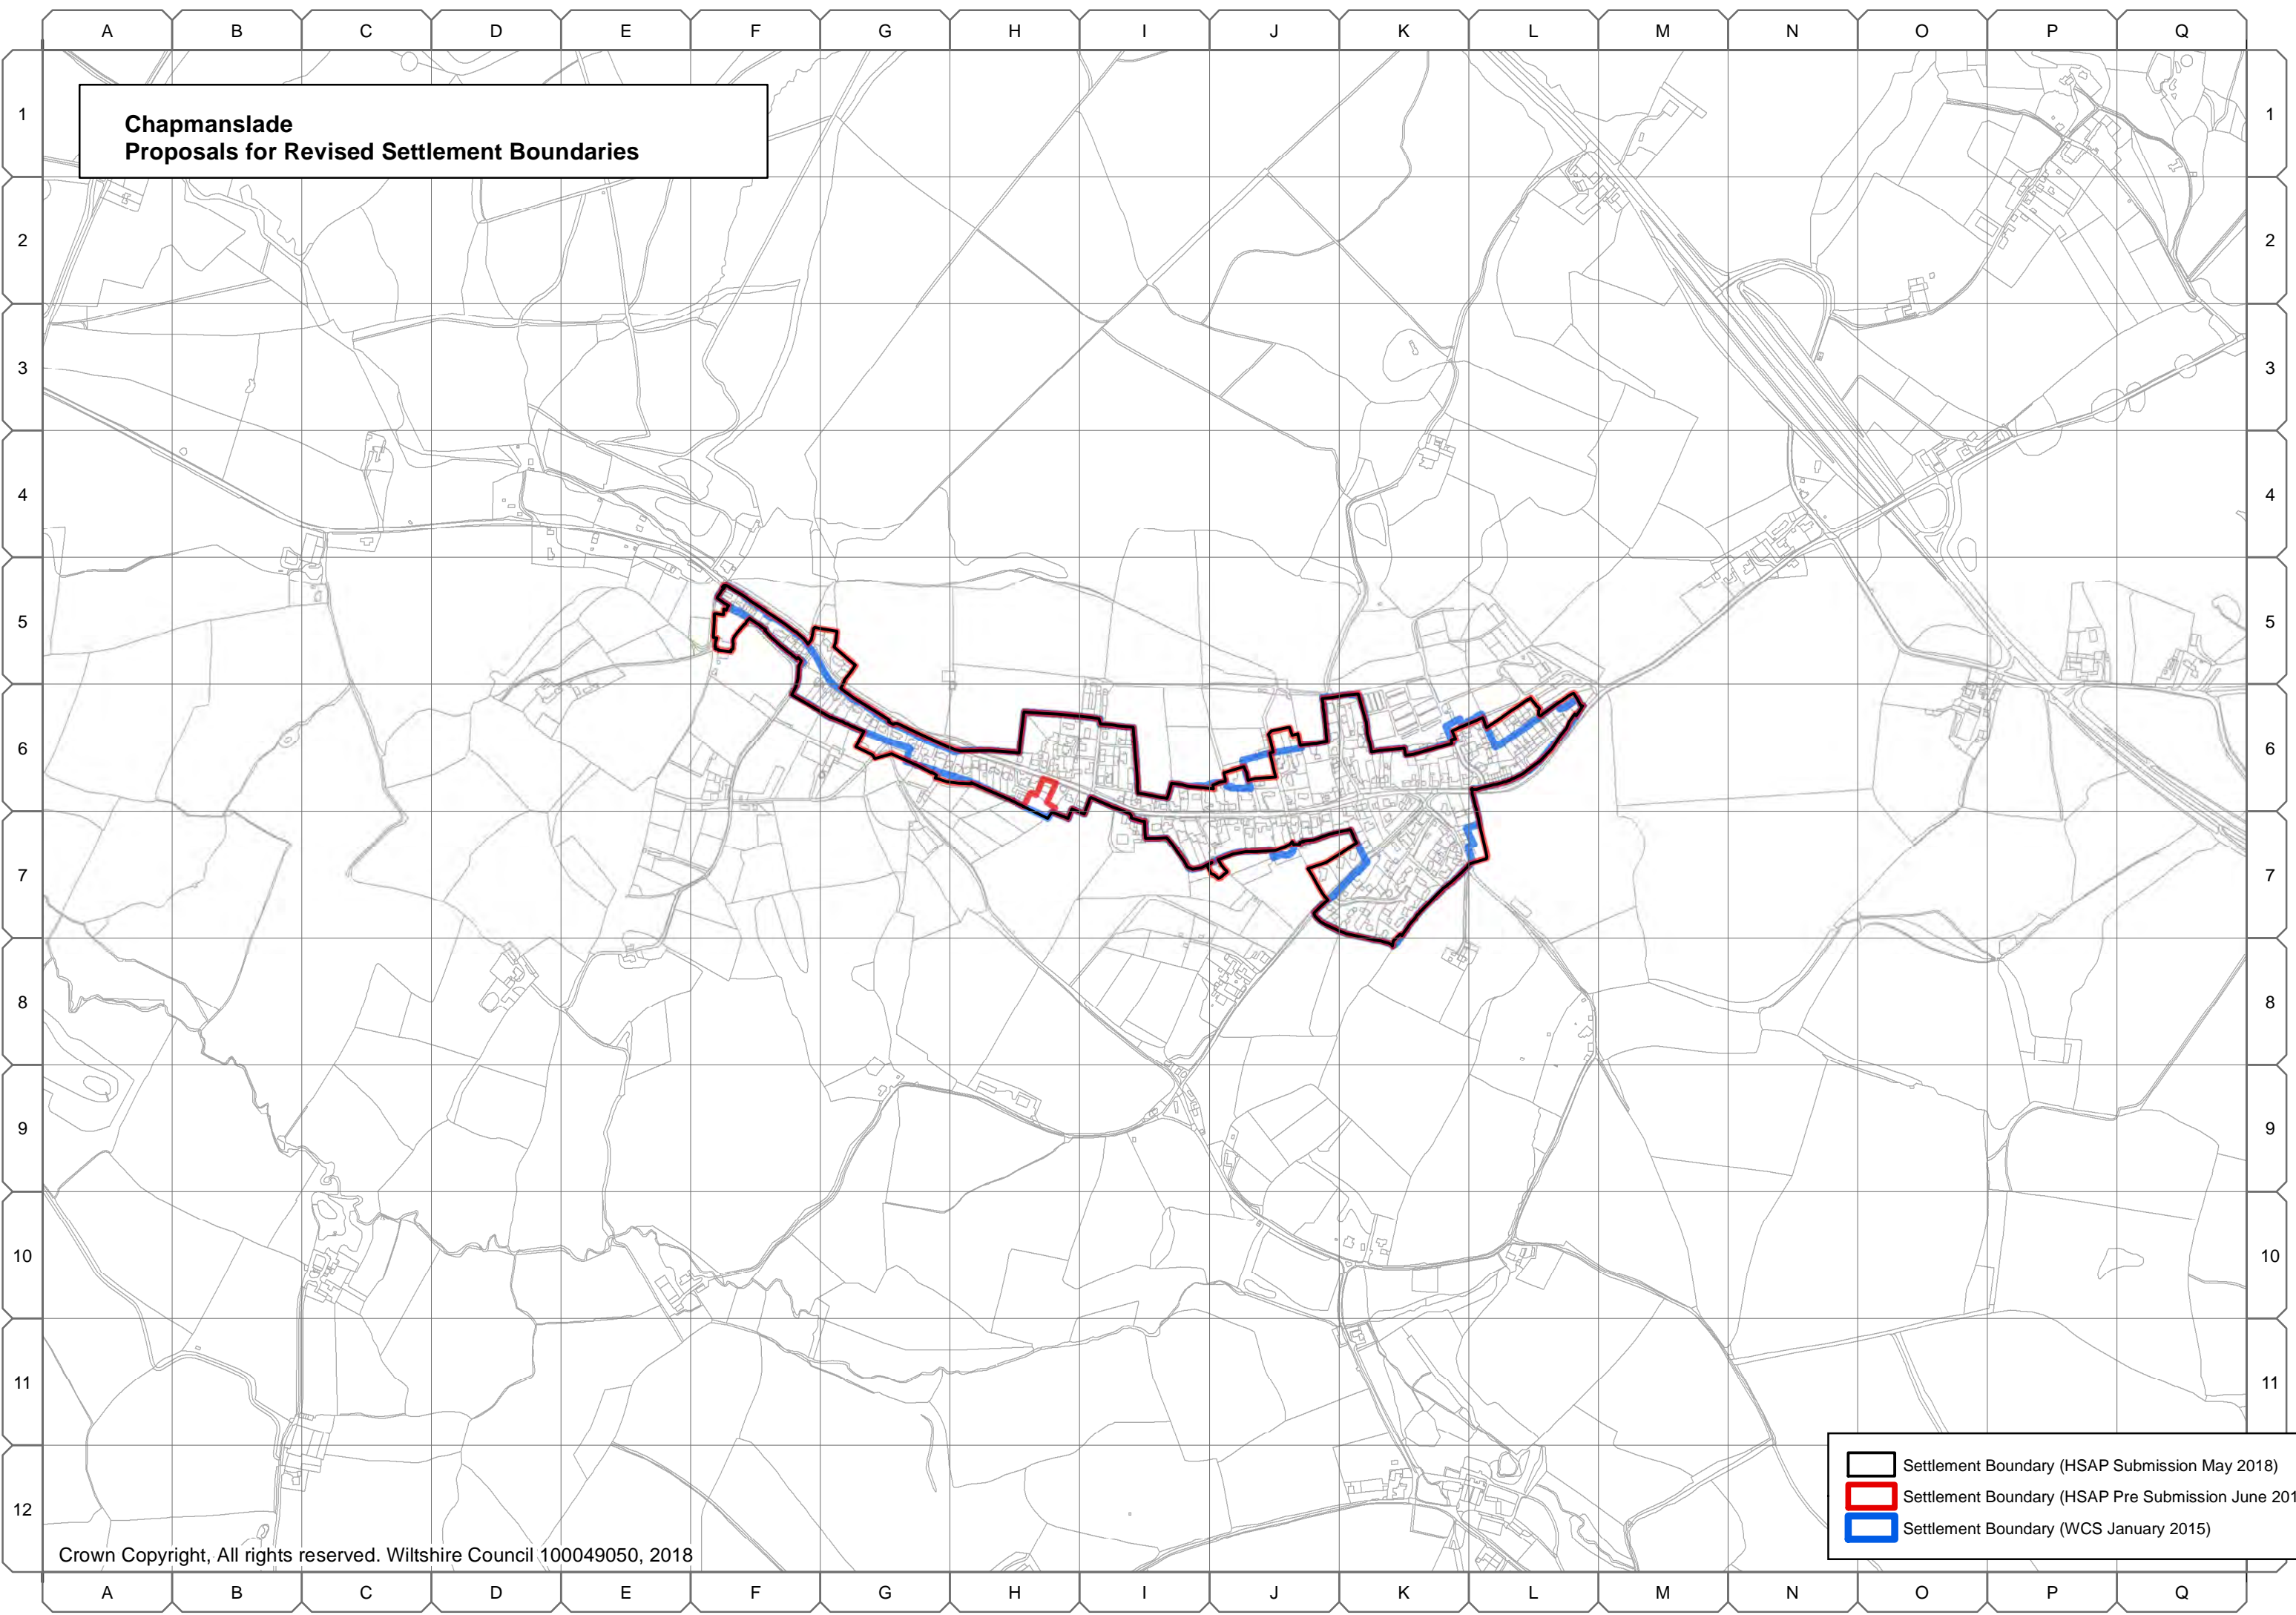 A B C D E F G H I J K L M N O P Q
Chapmanslade
Proposals for Revised Settlement Boundaries
1 1
2 2
3 3
4 4
5 5
6 6
7 7
8 8
9 9
10 10
11 11
12 12
Settlement Boundary (HSAP Submission May 2018)
Settlement Boundary (HSAP Pre Submission June 201
Settlement Boundary (WCS January 2015)
Crown Copyright, All rights reserved. Wiltshire Council 100049050, 2018
A B C D E F G H I J K L M N O P Q